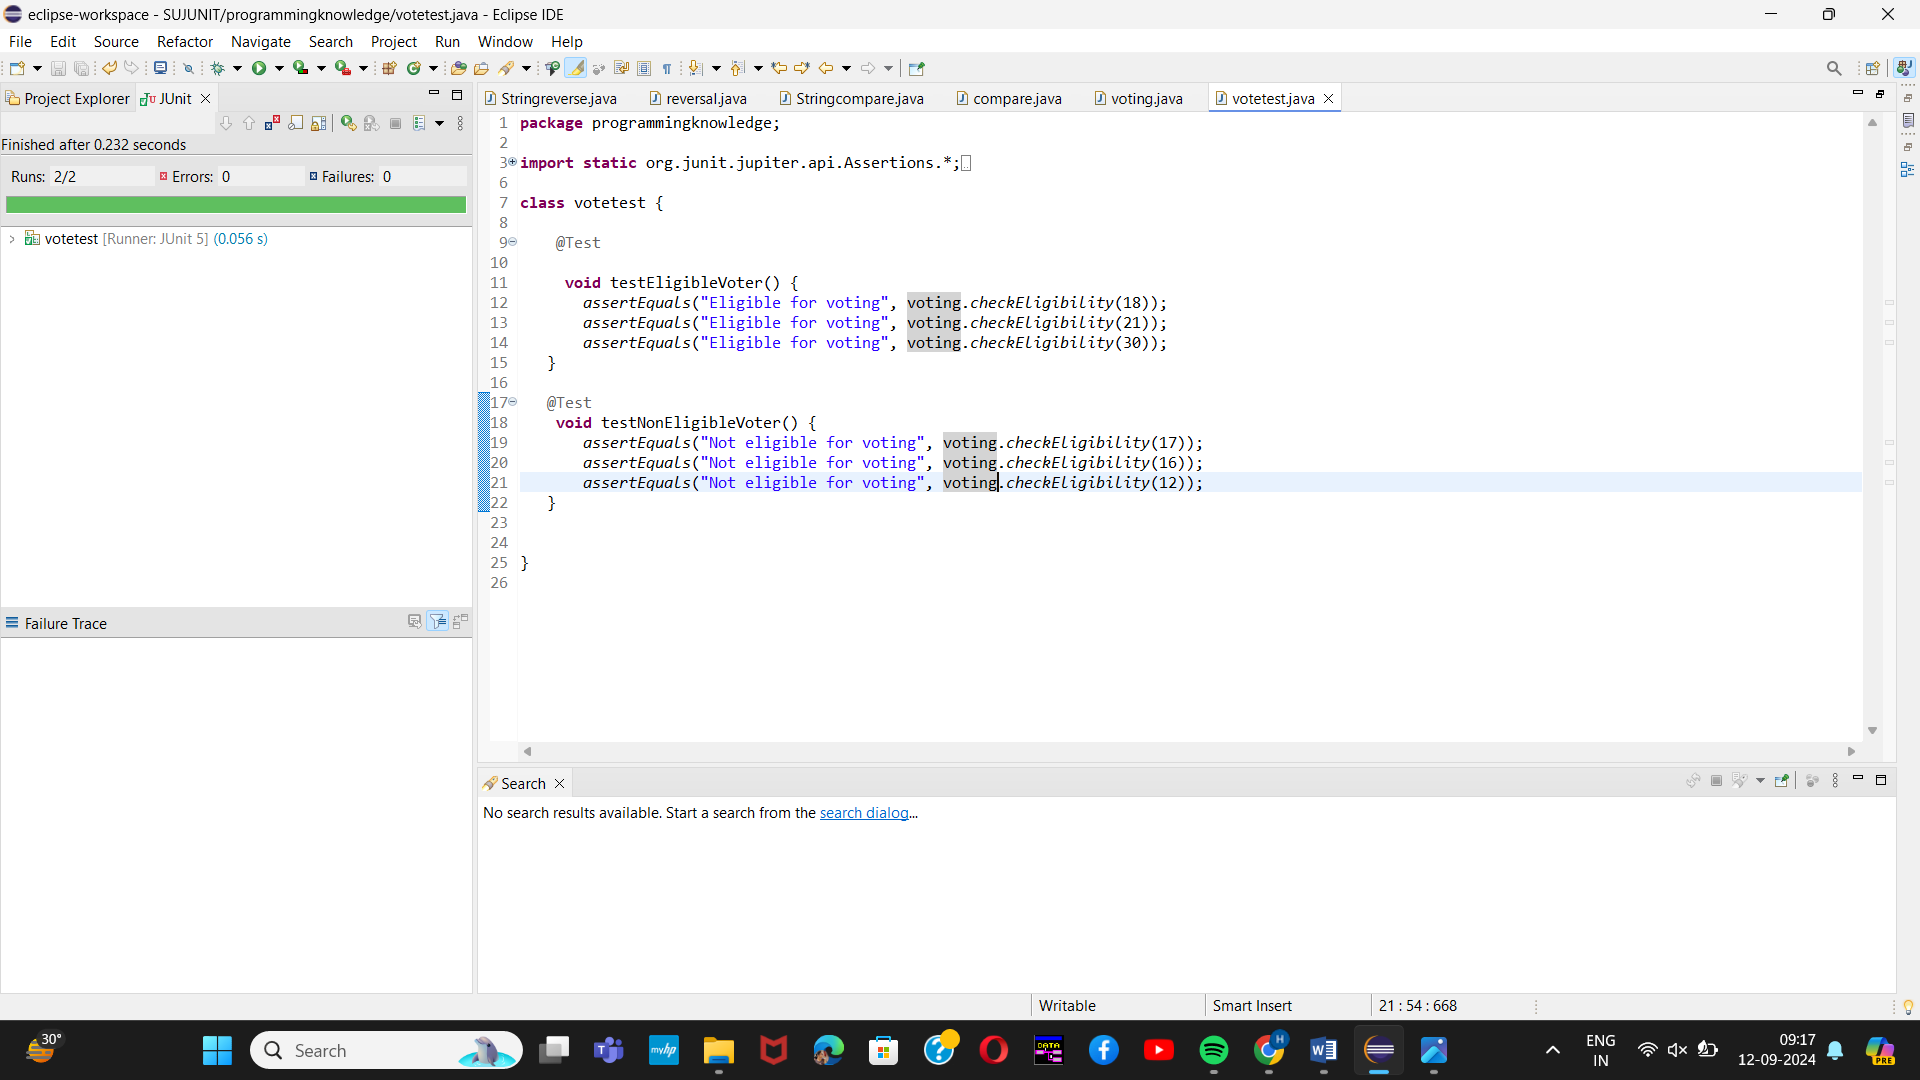 eclipse-workspace - SUJUNIT/programmingknowledge/votetest.java - Eclipse IDE
File Edit Source Refactor Navigate Search Project Run Window Help
Project Explorer JUnit
Stringreverse.java reversal.java Stringcompare.java compare.java voting.java votetest.java
Finished after 0.232 seconds
Runs: 2/2 Errors: 0 Failures: 0
votetest [Runner: JUnit 5] (0.056 s)
Failure Trace
1 package programmingknowledge;
2
3 import static org.junit.jupiter.api.Assertions.*;
6
7 class votetest {
8
9 @Test
10
11 void testEligibleVoter() {
12 assertEquals("Eligible for voting", voting.checkEligibility(18));
13 assertEquals("Eligible for voting", voting.checkEligibility(21));
14 assertEquals("Eligible for voting", voting.checkEligibility(30));
15 }
16
17 @Test
18 void testNonEligibleVoter() {
19 assertEquals("Not eligible for voting", voting.checkEligibility(17));
20 assertEquals("Not eligible for voting", voting.checkEligibility(16));
21 assertEquals("Not eligible for voting", voting.checkEligibility(12));
22 }
23
24
25 }
26
Search
No search results available. Start a search from the search dialog...
Writable Smart Insert 21 : 54 : 668
30°
Search
myhp
DATA
H
PRE
ENG
IN
09:17
12-09-2024